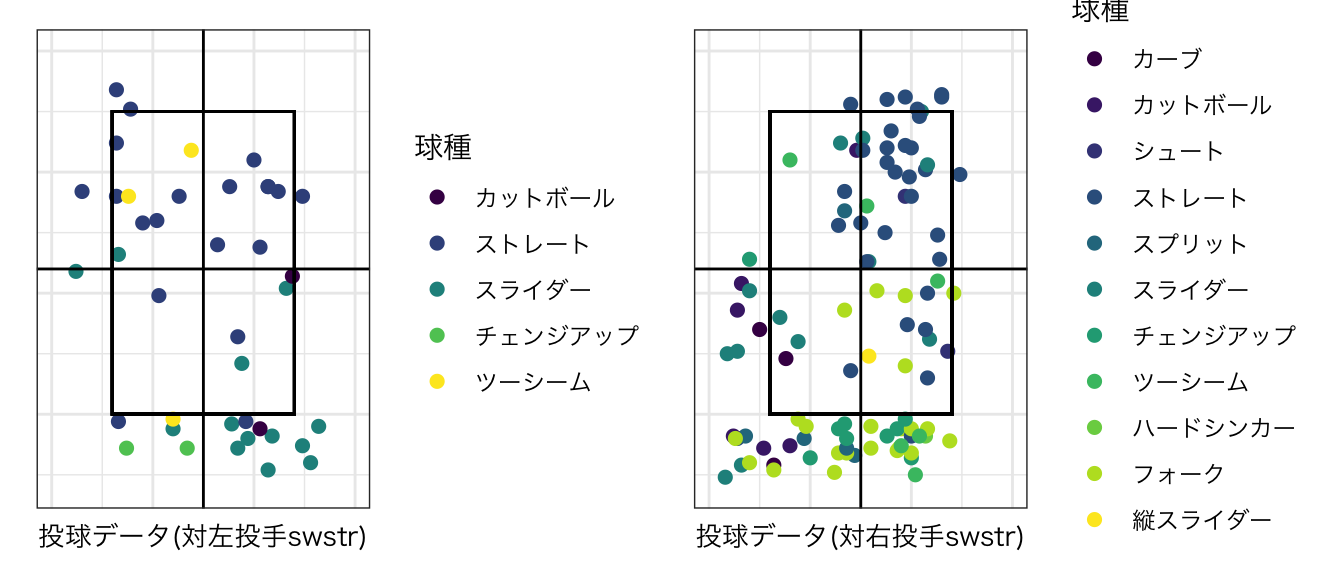 球種
カットボール
ストレート
スライダー
チェンジアップ
ツーシーム
投球データ(対左投手swstr)
球種
カーブ
カットボール
シュート
ストレート
スプリット
スライダー
チェンジアップ
ツーシーム
ハードシンカー
フォーク
縦スライダー
投球データ(対右投手swstr)